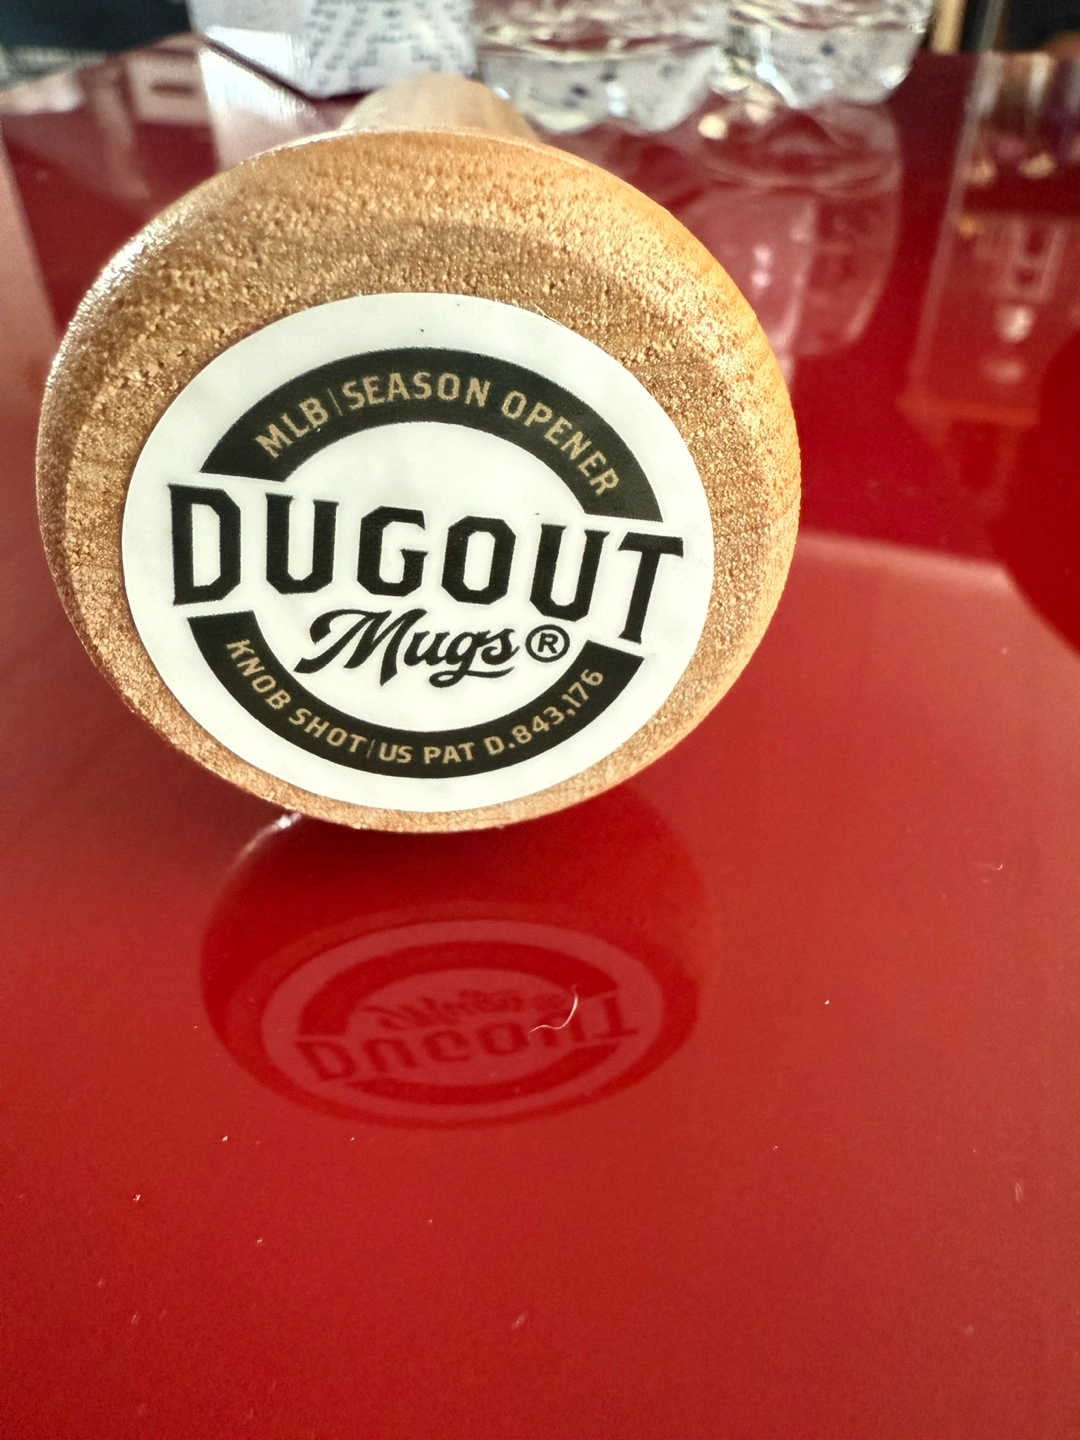 MLB|SEASON OPENER
DUGOUT
Mugs®
KNOB SHOT|US PAT D.843,176